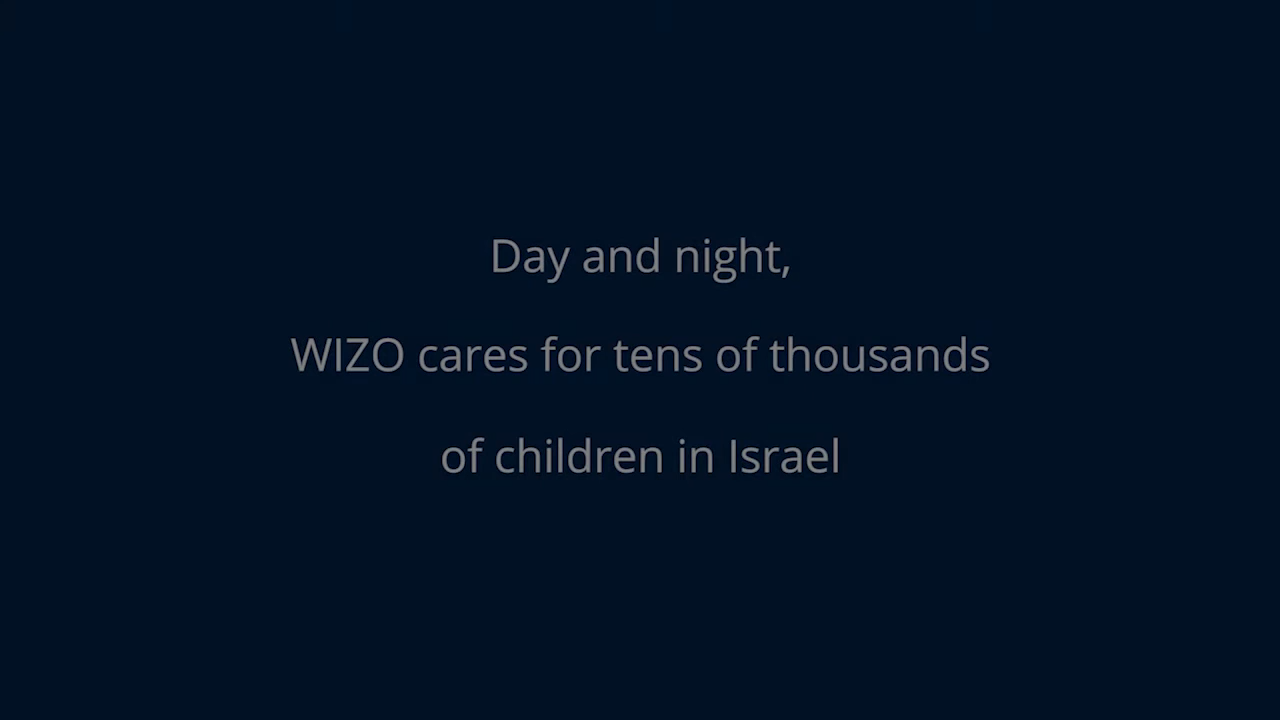 Day and night,
WIZO cares for tens of thousands
of children in Israel